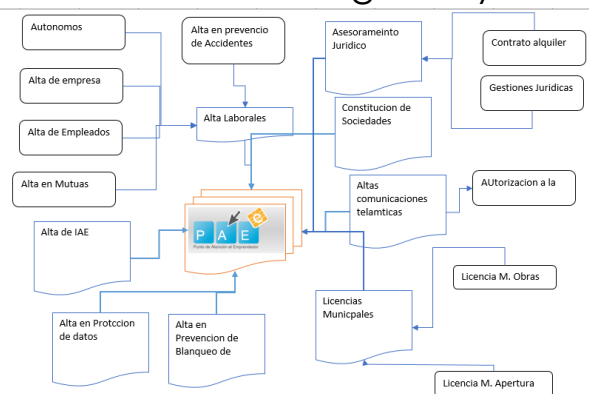 Autonomos
Alta en prevencio
de Accidentes
Asesorameinto
Juridico
Contrato alquiler
Alta de empresa
Gestiones Juridicas
Alta Laborales
Constitucion de
Sociedades
Alta de Empleados
Alta en Mutuas
Altas
comunicaciones
telamticas
AUtorizacion a la
Alta de IAE
PAE e
Punto de Atención al Emprendedor
Licencia M. Obras
Licencias
Municpales
Alta en Protccion
de datos
Alta en
Prevencion de
Blanqueo de
Licencia M. Apertura